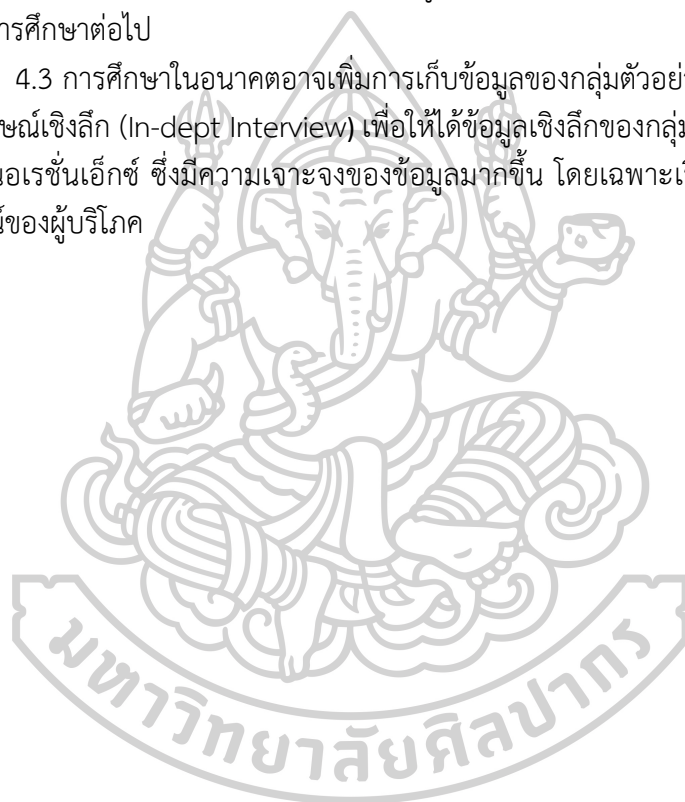 ารศึกษาต่อไป
4.3 การศึกษาในอนาคตอาจเพิ่มการเก็บข้อมูลของกลุ่มตัวอย่
ษณ์เชิงลึก (In-dept Interview) เพื่อให้ได้ข้อมูลเชิงลึกของกลุ่ม
นอเรชั่นเอ็กซ์ ซึ่งมีความเจาะจงของข้อมูลมากขึ้น โดยเฉพาะเ
น์ของผู้บริโภค
มหาวิทยาลัยศิลปากร